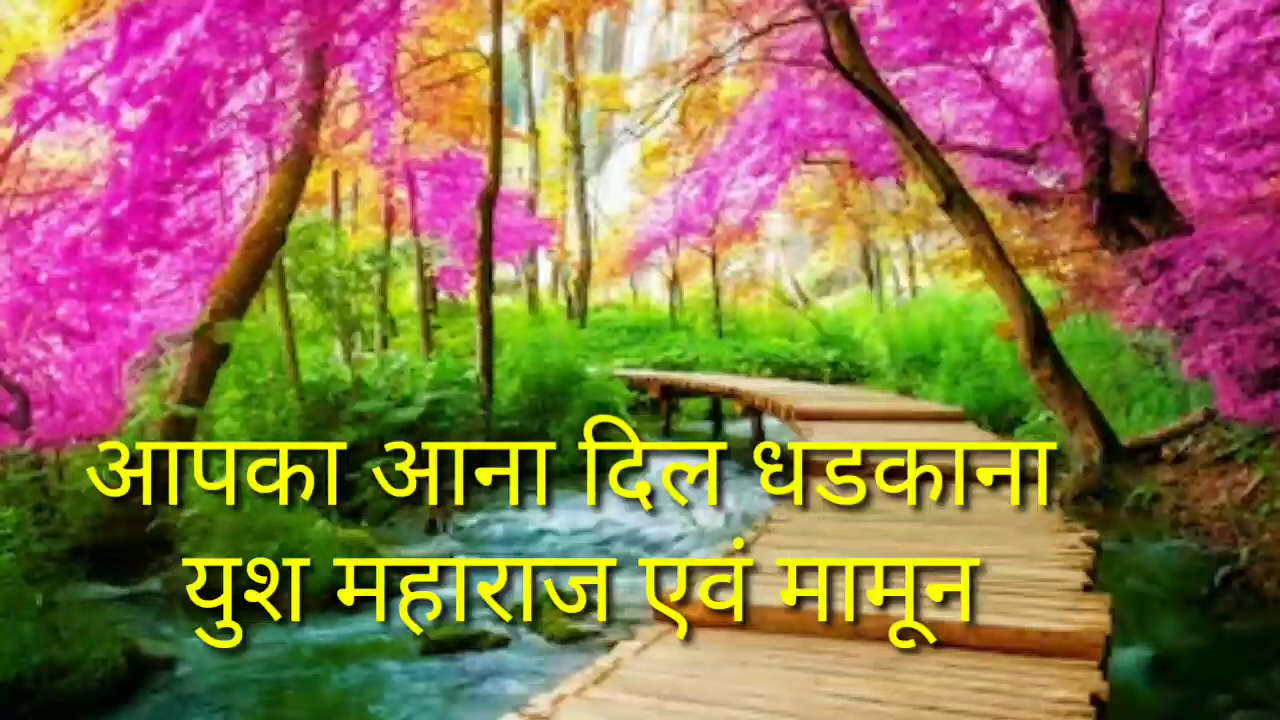 आपका आना दिल धडकाना
युश महाराज एवं मामून